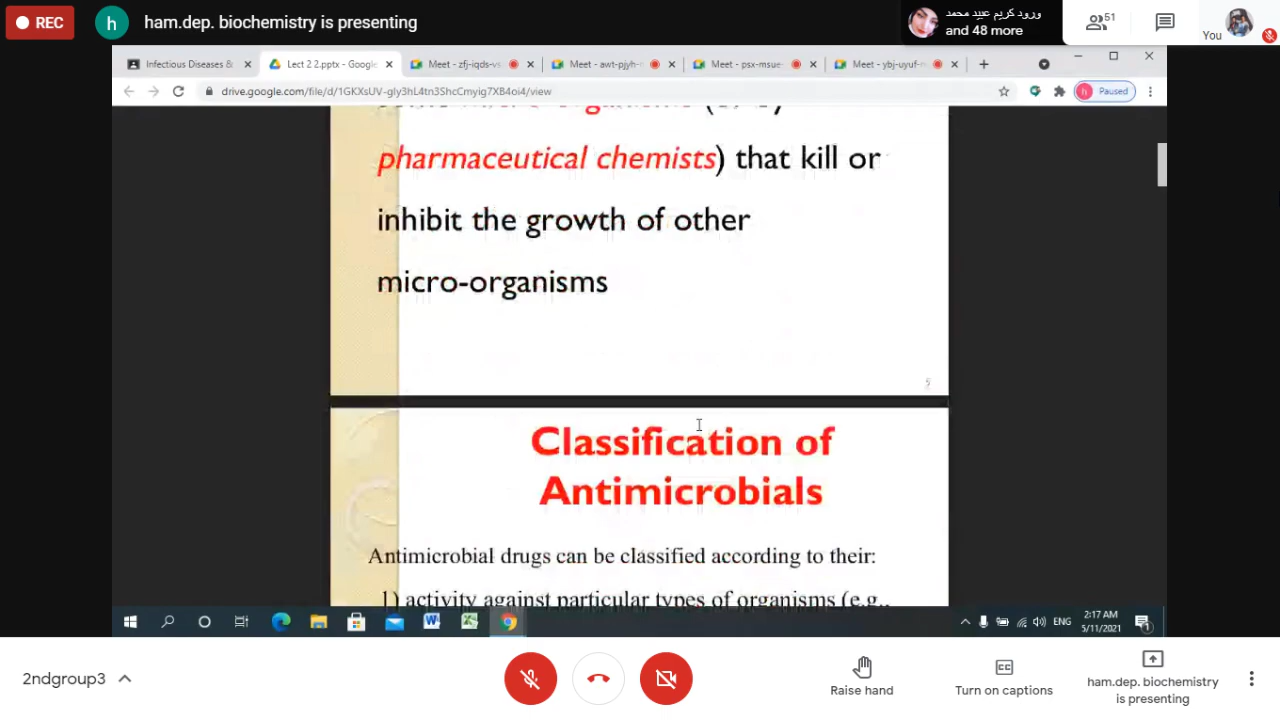 REC
h
ham.dep. biochemistry is presenting
ورود كريم عبيد محمد
and 48 more
51
You
Infectious Diseases &
Lect 2 2.pptx - Google
Meet - zfj-iqds-vs
Meet - awt-pjyh-
Meet - psx-msue-
Meet - ybj-uyuf-
drive.google.com/file/d/1GKXsUV-gly3hL4tn3ShcCmyig7XB4oi4/view
h
Paused
pharmaceutical chemists) that kill or
inhibit the growth of other
micro-organisms
Classification of
Antimicrobials
Antimicrobial drugs can be classified according to their:
1) activity against particular types of organisms (e.g.,
ENG
2:17 AM
5/11/2021
1
2ndgroup3
Raise hand
Turn on captions
ham.dep. biochemistry
is presenting